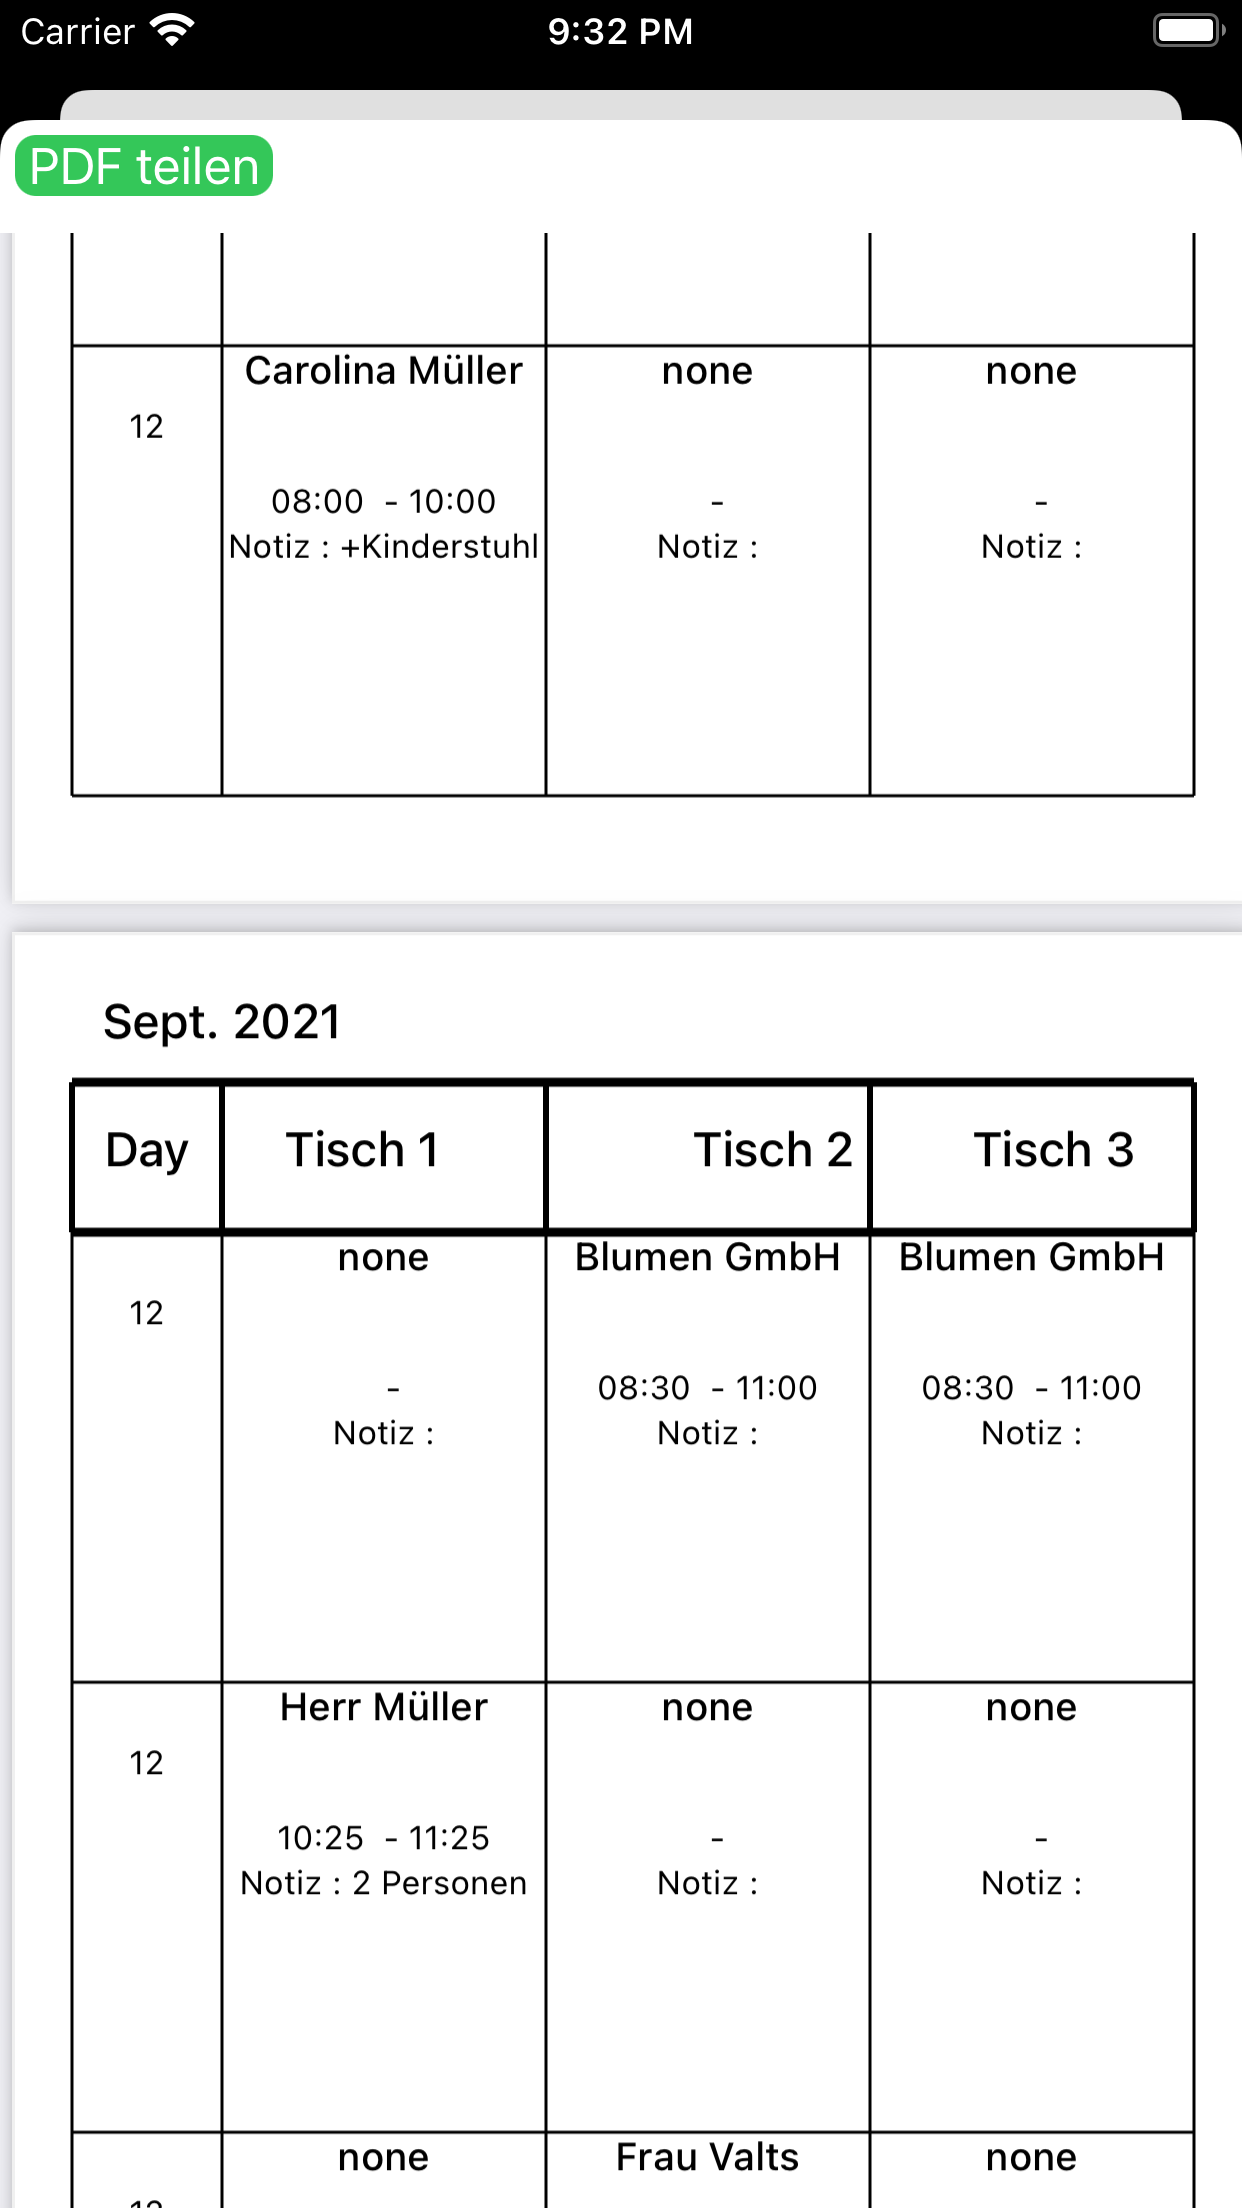 Carrier 9:32 PM
PDF teilen
Carolina Müller none none
12
08:00 - 10:00 - -
Notiz : +Kinderstuhl Notiz : Notiz :
Sept. 2021
Day Tisch 1 Tisch 2 Tisch 3
none Blumen GmbH Blumen GmbH
12
- 08:30 - 11:00 08:30 - 11:00
Notiz : Notiz : Notiz :
Herr Müller none none
12
10:25 - 11:25 - -
Notiz : 2 Personen Notiz : Notiz :
none Frau Valts none